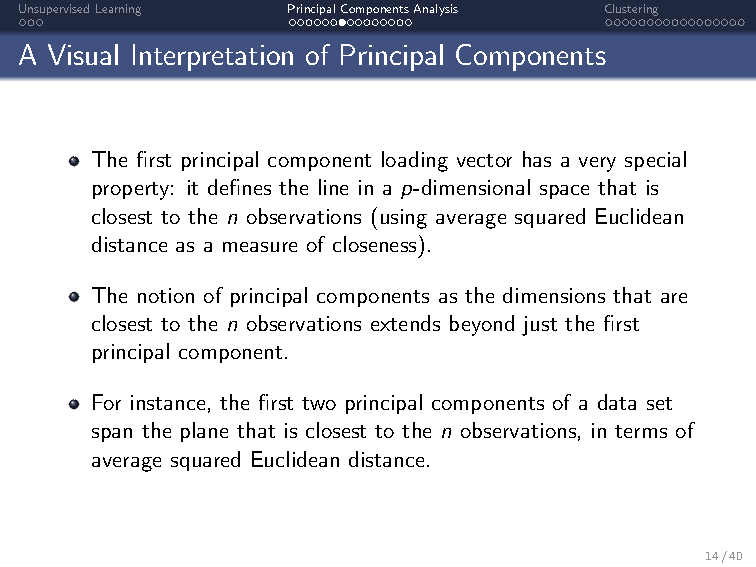 Unsupervised Learning
Principal Components Analysis
Clustering
A Visual Interpretation of Principal Components
The first principal component loading vector has a very special
property: it defines the line in a p-dimensional space that is
closest to the n observations (using average squared Euclidean
distance as a measure of closeness).
The notion of principal components as the dimensions that are
closest to the n observations extends beyond just the first
principal component.
For instance, the first two principal components of a data set
span the plane that is closest to the n observations, in terms of
average squared Euclidean distance.
14 / 40